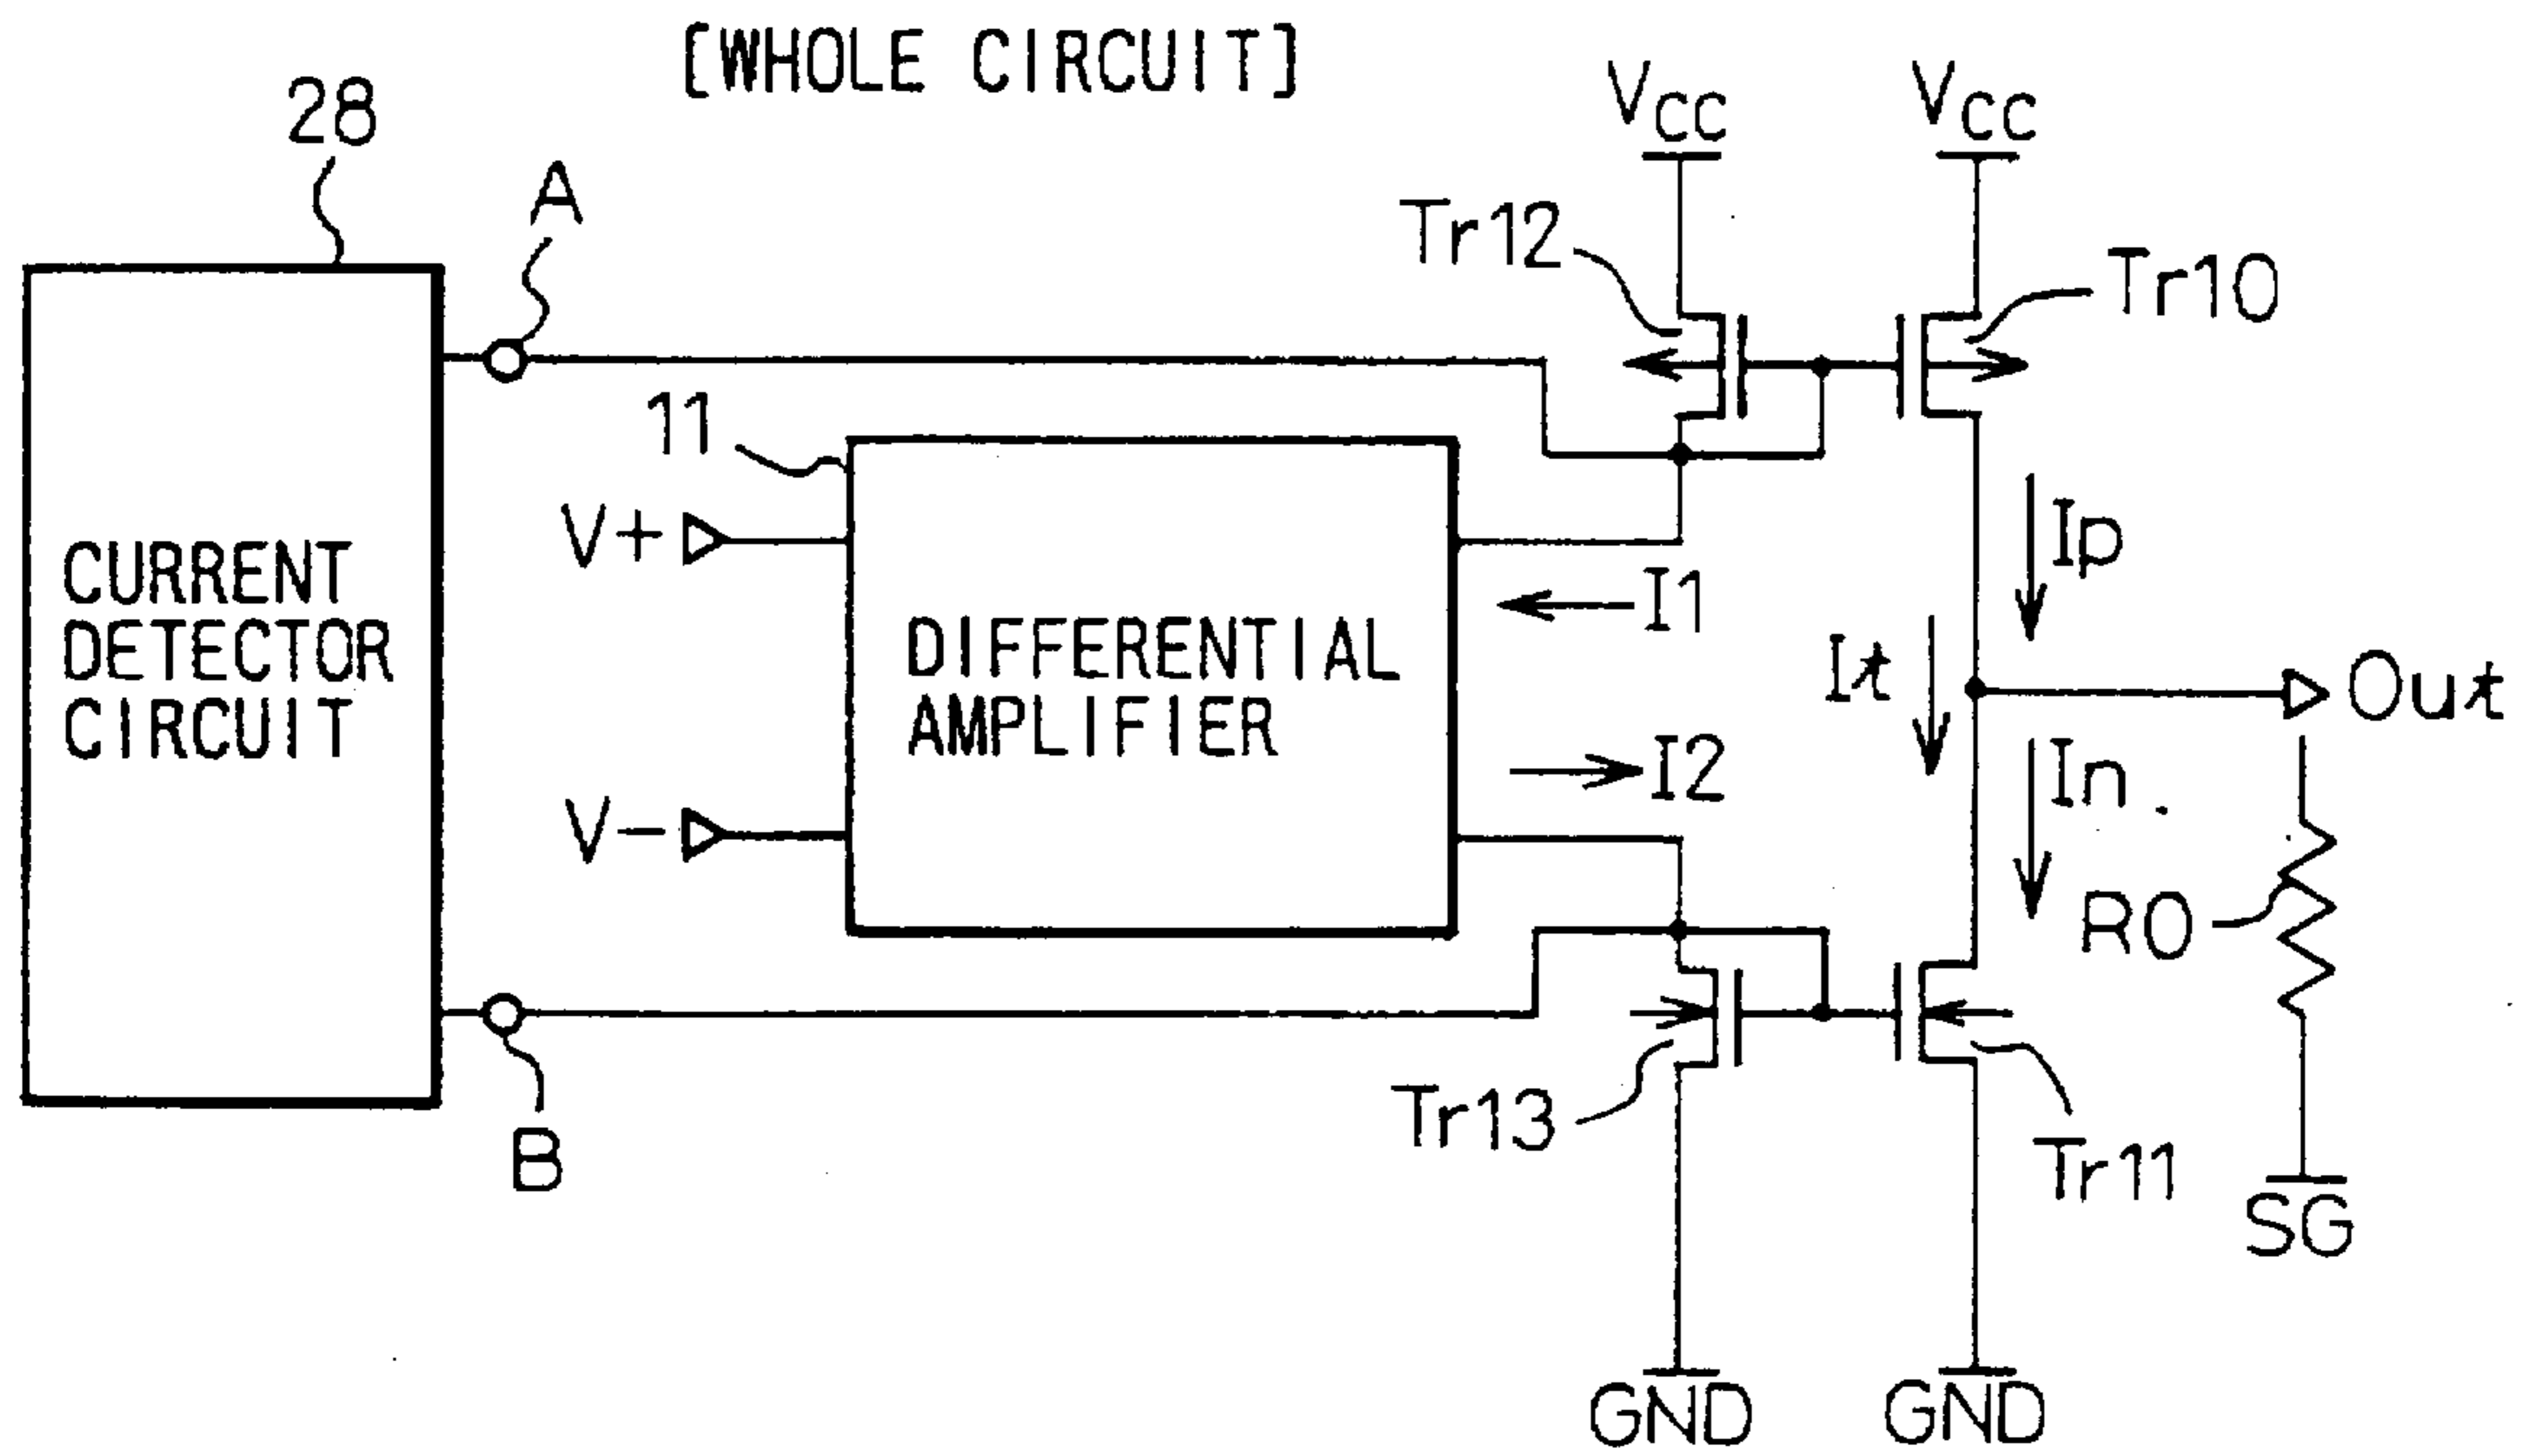 [WHOLE CIRCUIT]
28
A
VCC
VCC
Tr12
Tr10
11
V+
CURRENT
DETECTOR
CIRCUIT
DIFFERENTIAL
AMPLIFIER
I1
Ip
It
Out
I2
In
V-
R0
B
Tr13
Tr11
SG
GND
GND